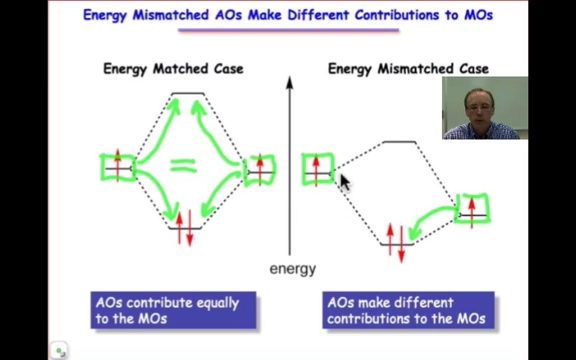 Energy Mismatched AOs Make Different Contributions to MOs
Energy Matched Case
Energy Mismatched Case
=
energy
AOs contribute equally
to the MOs
AOs make different
contributions to the MOs